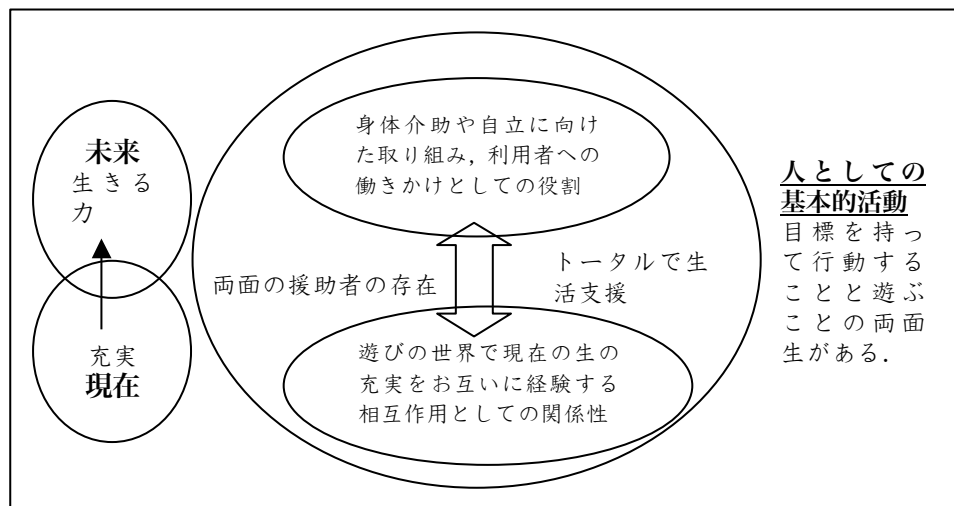 未来
生きる
力
充実
現在
身体介助や自立に向け
た取り組み，利用者への
働きかけとしての役割
両面の援助者の存在
トータルで生
活支援
遊びの世界で現在の生の
充実をお互いに経験する
相互作用としての関係性
人としての
基本的活動
目標を持っ
て行動する
ことと遊ぶ
ことの両面
生がある．